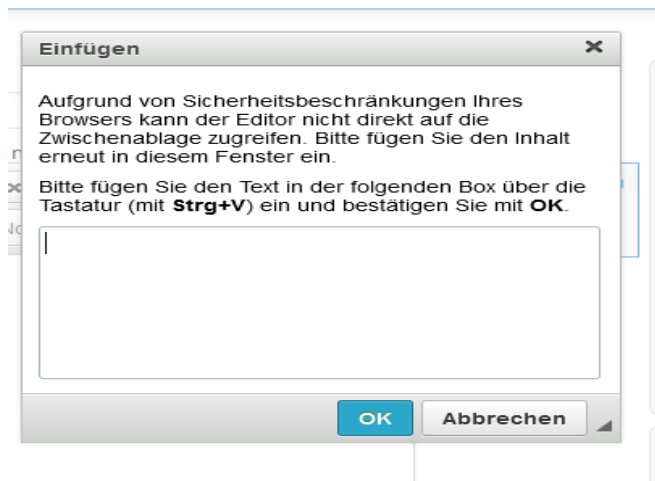 Einfügen
Aufgrund von Sicherheitsbeschränkungen Ihres
Browsers kann der Editor nicht direkt auf die
Zwischenablage zugreifen. Bitte fügen Sie den Inhalt
erneut in diesem Fenster ein.
Bitte fügen Sie den Text in der folgenden Box über die
Tastatur (mit Strg+V) ein und bestätigen Sie mit OK.
OK Abbrechen